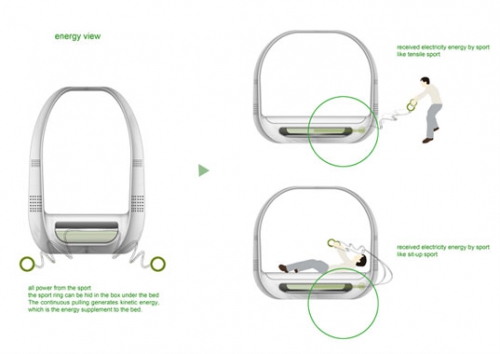 energy view
received electricity energy by sport
like tensile sport
received electricity energy by sport
like sit-up sport
all power from the sport
the sport ring can be hid in the box under the bed
The continuous pulling generates kinetic energy,
which is the energy supplement to the bed.